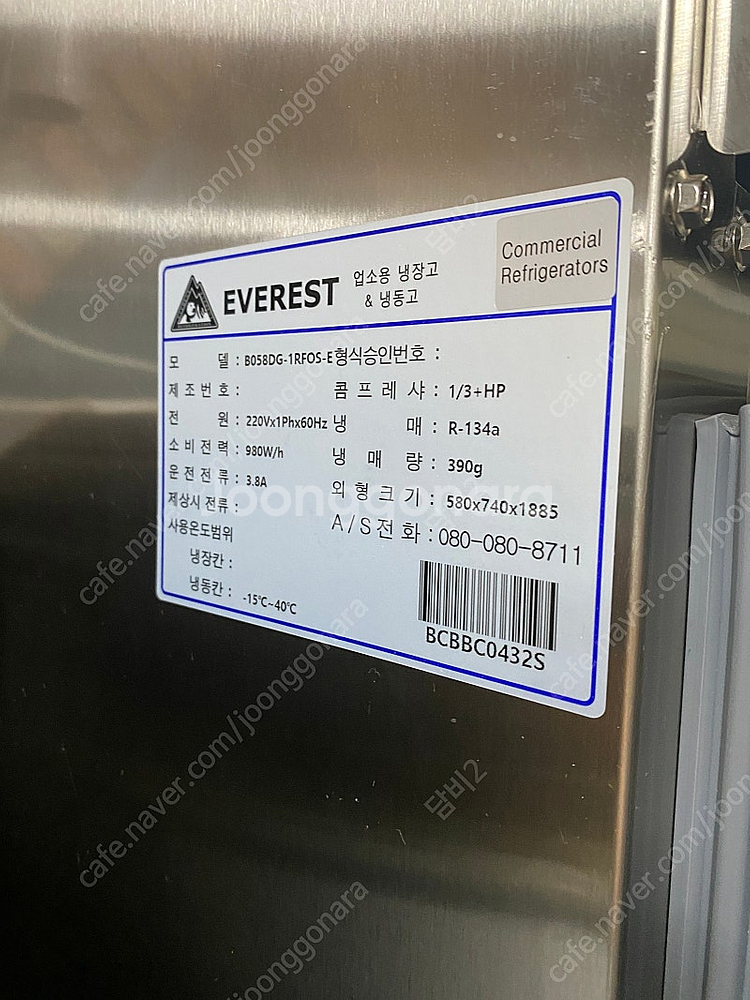 EVEREST
업소용 냉장고
& 냉동고
Commercial
Refrigerators
모 델 : B058DG-1RFOS-E 형식승인번호 :
제 조 번 호 : 콤 프 레 샤 : 1/3+HP
전 원 : 220Vx1Phx60Hz 냉 매 : R-134a
소 비 전 력 : 980W/h 냉 매 량 : 390g
운 전 전 류 : 3.8A 외 형 크 기 : 580x740x1885
제상시 전류 : A/S전화 : 080-080-8711
사용온도범위
냉장칸 :
냉동칸 : -15℃~40℃
BCBBC0432S
joonggonara
cafe.naver.com/joonggonara
탐비2